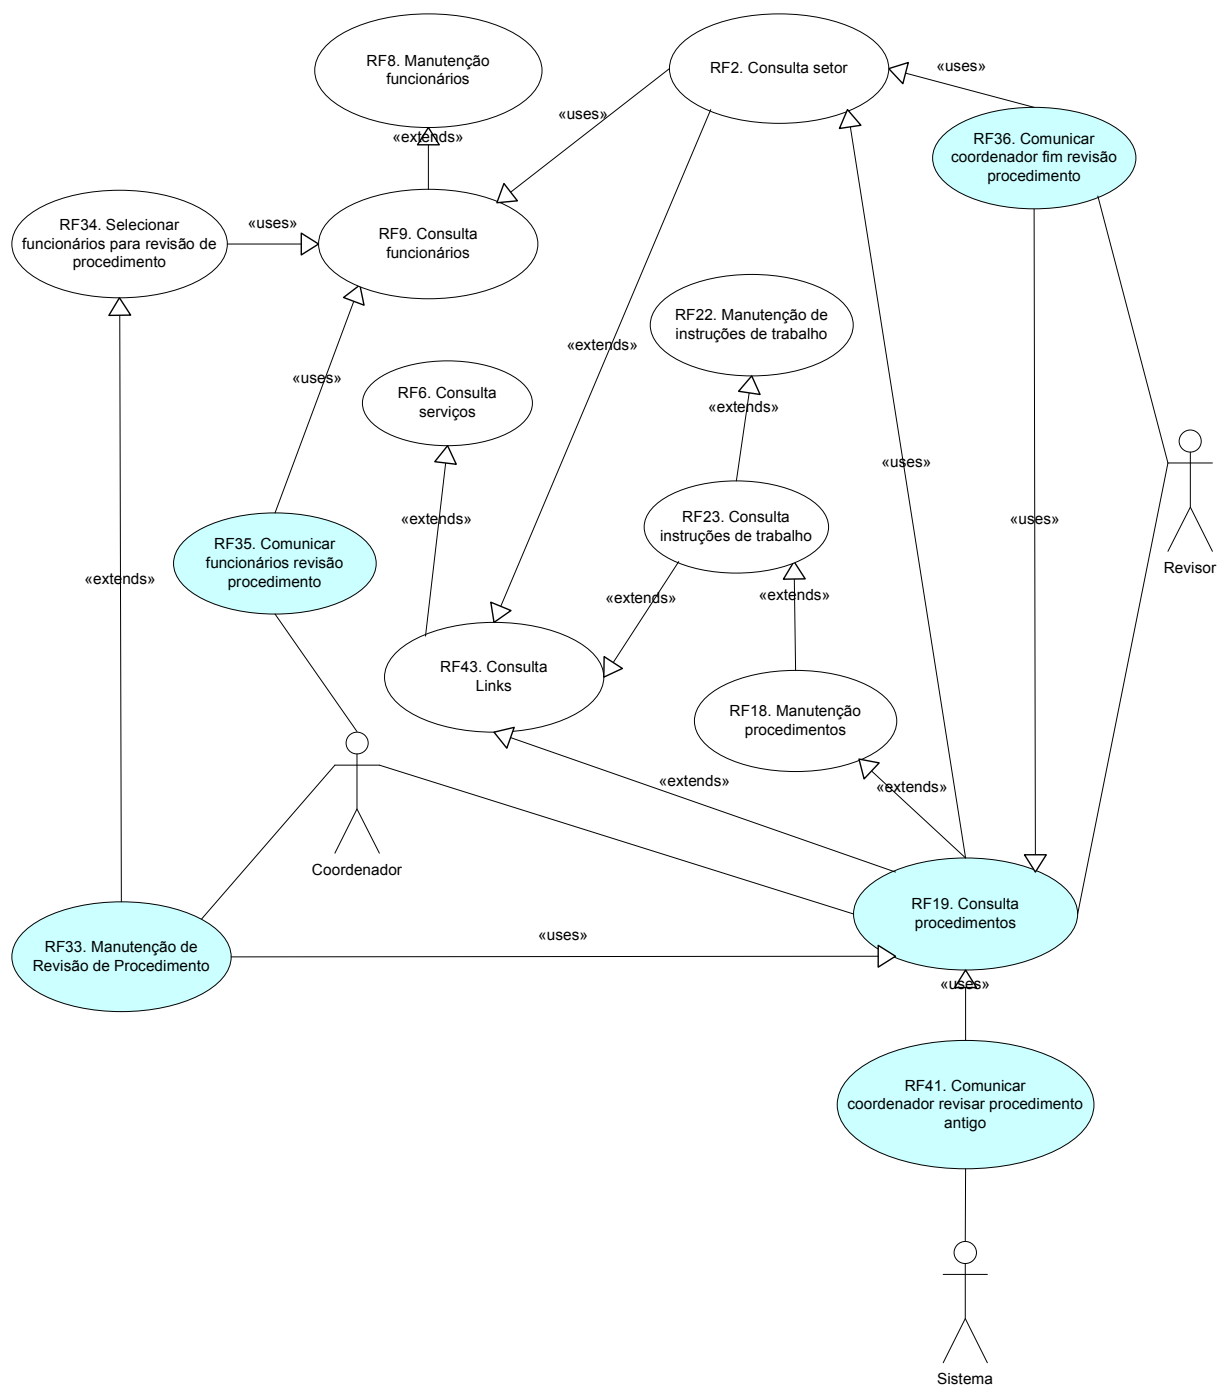 RF8. Manutenção
funcionários
RF2. Consulta setor
«uses»
«uses»
«extends»
RF36. Comunicar
coordenador fim revisão
procedimento
RF34. Selecionar
funcionários para revisão de
procedimento
«uses»
RF9. Consulta
funcionários
RF22. Manutenção de
instruções de trabalho
«extends»
«uses»
RF6. Consulta
serviços
«extends»
«uses»
«extends»
RF23. Consulta
instruções de trabalho
«uses»
RF35. Comunicar
funcionários revisão
procedimento
Revisor
«extends»
«extends»
«extends»
RF43. Consulta
Links
RF18. Manutenção
procedimentos
«extends»
«extends»
Coordenador
RF19. Consulta
procedimentos
«uses»
RF33. Manutenção de
Revisão de Procedimento
«uses»
RF41. Comunicar
coordenador revisar procedimento
antigo
Sistema